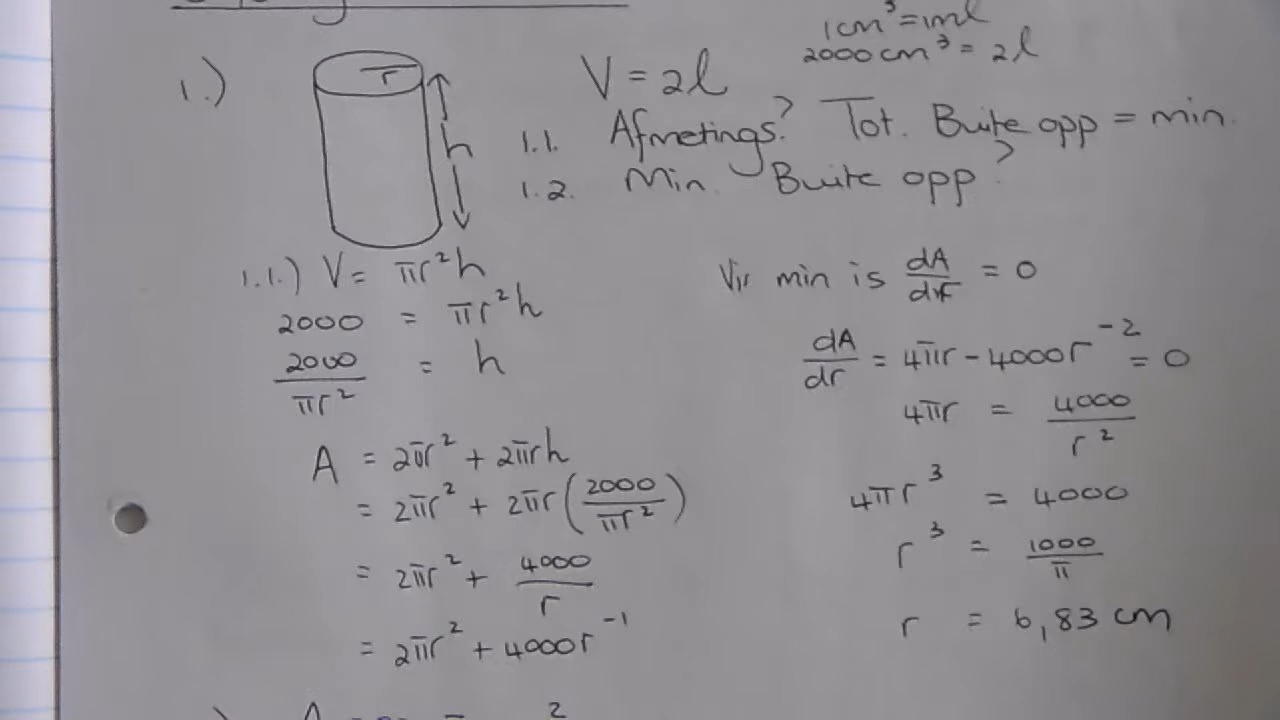 1cm³ = 1ml
2000cm³ = 2l
1.) r h V = 2l
1.1. Afmetings? Tot. Buite opp = min.
1.2. Min. Buite opp?
1.1.) V = πr²h
2000 = πr²h
2000/πr² = h
A = 2πr² + 2πrh
= 2πr² + 2πr(2000/πr²)
= 2πr² + 4000/r
= 2πr² + 4000r⁻¹
Vir min is dA/dr = 0
dA/dr = 4πr - 4000r⁻² = 0
4πr = 4000/r²
4πr³ = 4000
r³ = 1000/π
r = 6,83 cm